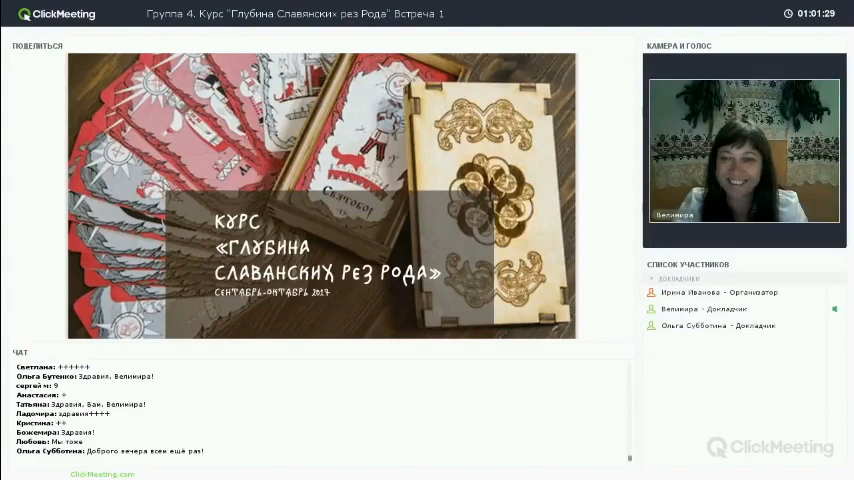 ClickMeeting
Группа 4. Курс "Глубина Славянских рез Рода" Встреча 1
01:01:29
ПОДЕЛИТЬСЯ
Святобор
КУРС
«ГЛУБИНА
СЛАВЯНСКИХ РЕЗ РОДА»
СЕНТЯБРЬ-ОКТЯБРЬ 2017
КАМЕРА И ГОЛОС
Велимира
СПИСОК УЧАСТНИКОВ
ДОКЛАДЧИКИ
Ирина Иванова - Организатор
Велимира - Докладчик
Ольга Субботина - Докладчик
ЧАТ
Светлана: ++++++
Ольга Бутенко: Здравия, Велимира!
сергей м: 9
Анастасия: +
Татьяна: Здравия, Вам, Велимира!
Ладомира: здравия++++
Кристина: ++
Божемира: Здравия!
Любовь: Мы тоже
Ольга Субботина: Доброго вечера всем ещё раз!
ClickMeeting.com
ClickMeeting